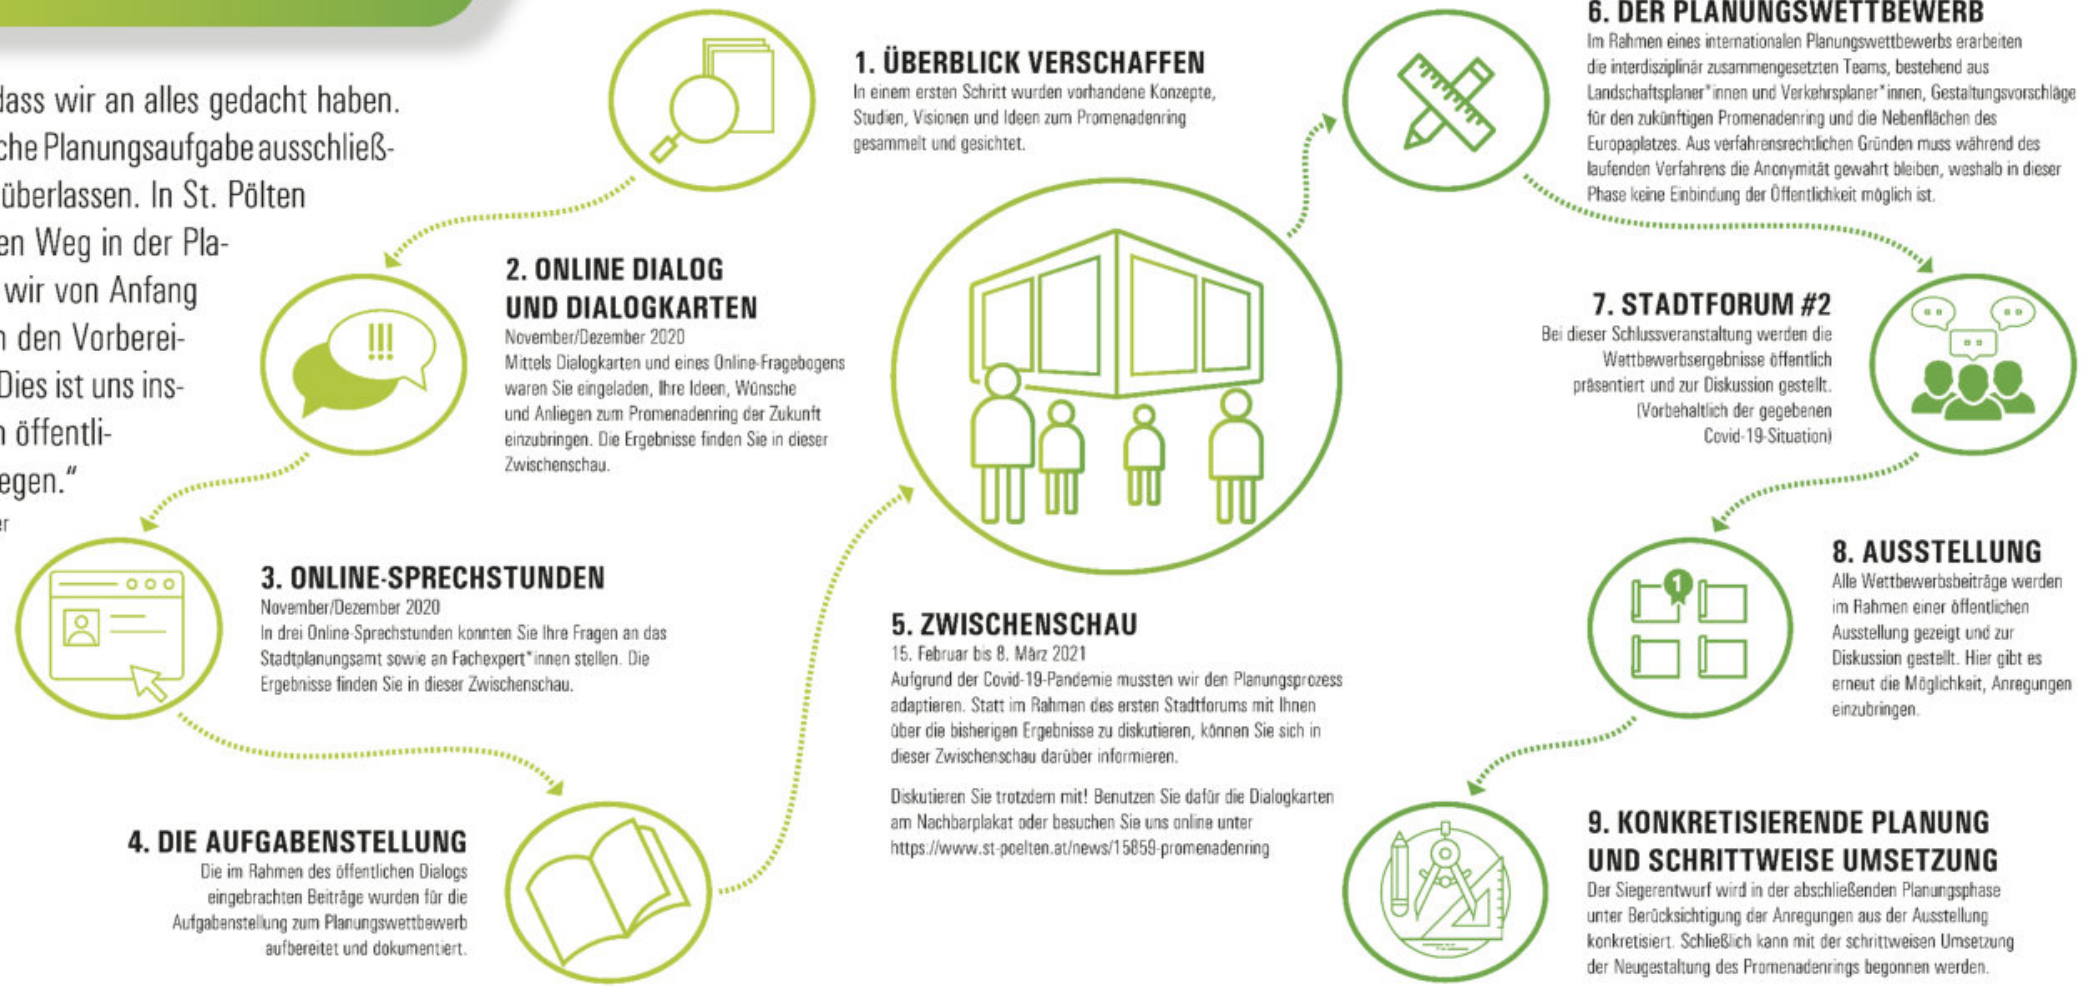 dass wir an alles gedacht haben.
che Planungsaufgabe ausschließ-
überlassen. In St. Pölten
en Weg in der Pla-
wir von Anfang
n den Vorberei-
Dies ist uns ins-
n öffentli-
egen.“
er
1. ÜBERBLICK VERSCHAFFEN
In einem ersten Schritt wurden vorhandene Konzepte,
Studien, Visionen und Ideen zum Promenadenring
gesammelt und gesichtet.
!!!
2. ONLINE DIALOG
UND DIALOGKARTEN
November/Dezember 2020
Mittels Dialogkarten und eines Online-Fragebogens
waren Sie eingeladen, Ihre Ideen, Wünsche
und Anliegen zum Promenadenring der Zukunft
einzubringen. Die Ergebnisse finden Sie in dieser
Zwischenschau.
3. ONLINE-SPRECHSTUNDEN
November/Dezember 2020
In drei Online-Sprechstunden konnten Sie Ihre Fragen an das
Stadtplanungsamt sowie an Fachexpert*innen stellen. Die
Ergebnisse finden Sie in dieser Zwischenschau.
4. DIE AUFGABENSTELLUNG
Die im Rahmen des öffentlichen Dialogs
eingebrachten Beiträge wurden für die
Aufgabenstellung zum Planungswettbewerb
aufbereitet und dokumentiert.
5. ZWISCHENSCHAU
15. Februar bis 8. März 2021
Aufgrund der Covid-19-Pandemie mussten wir den Planungsprozess
adaptieren. Statt im Rahmen des ersten Stadtforums mit Ihnen
über die bisherigen Ergebnisse zu diskutieren, können Sie sich in
dieser Zwischenschau darüber informieren.
Diskutieren Sie trotzdem mit! Benutzen Sie dafür die Dialogkarten
am Nachbarplakat oder besuchen Sie uns online unter
https://www.st-poelten.at/news/15859-promenadenring
6. DER PLANUNGSWETTBEWERB
Im Rahmen eines internationalen Planungswettbewerbs erarbeiten
die interdisziplinär zusammengesetzten Teams, bestehend aus
Landschaftsplaner*innen und Verkehrsplaner*innen, Gestaltungsvorschläge
für den zukünftigen Promenadenring und die Nebenflächen des
Europaplatzes. Aus verfahrensrechtlichen Gründen muss während des
laufenden Verfahrens die Anonymität gewahrt bleiben, weshalb in dieser
Phase keine Einbindung der Öffentlichkeit möglich ist.
7. STADTFORUM #2
Bei dieser Schlussveranstaltung werden die
Wettbewerbsergebnisse öffentlich
präsentiert und zur Diskussion gestellt.
(Vorbehaltlich der gegebenen
Covid-19-Situation)
1
8. AUSSTELLUNG
Alle Wettbewerbsbeiträge werden
im Rahmen einer öffentlichen
Ausstellung gezeigt und zur
Diskussion gestellt. Hier gibt es
erneut die Möglichkeit, Anregungen
einzubringen.
9. KONKRETISIERENDE PLANUNG
UND SCHRITTWEISE UMSETZUNG
Der Siegerentwurf wird in der abschließenden Planungsphase
unter Berücksichtigung der Anregungen aus der Ausstellung
konkretisiert. Schließlich kann mit der schrittweisen Umsetzung
der Neugestaltung des Promenadenrings begonnen werden.